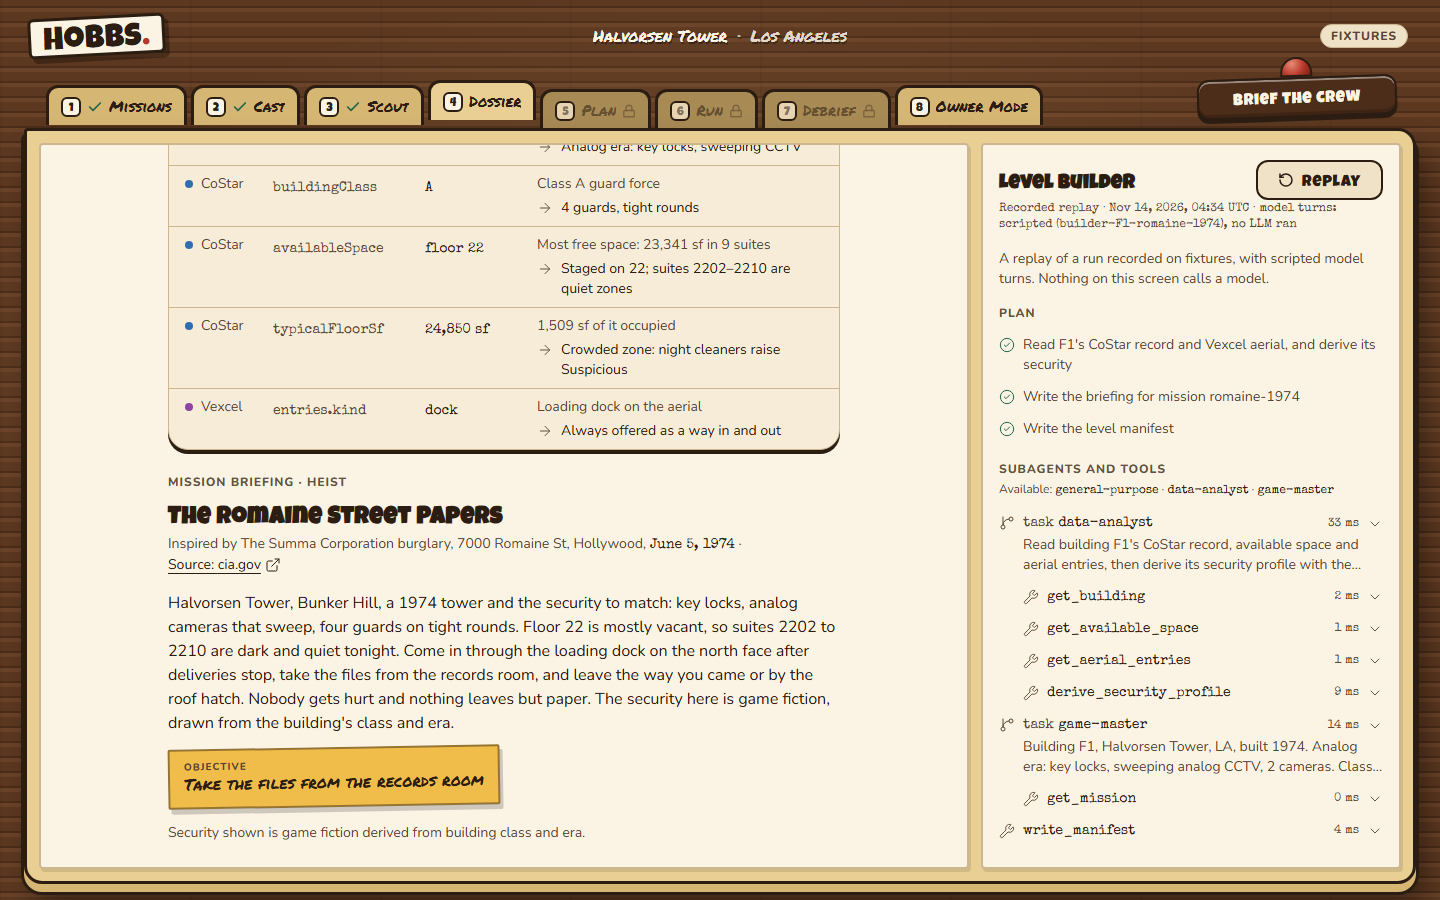 HOBBS.
Halvorsen Tower · Los Angeles
FIXTURES
1 Missions
2 Cast
3 Scout
4 Dossier
5 Plan
6 Run
7 Debrief
8 Owner Mode
BRIEF THE CREW
→ Analog era: key locks, sweeping CCTV
CoStar buildingClass A Class A guard force
→ 4 guards, tight rounds
CoStar availableSpace floor 22 Most free space: 23,341 sf in 9 suites
→ Staged on 22; suites 2202–2210 are
quiet zones
CoStar typicalFloorSf 24,850 sf 1,509 sf of it occupied
→ Crowded zone: night cleaners raise
Suspicious
Vexcel entries.kind dock Loading dock on the aerial
→ Always offered as a way in and out
MISSION BRIEFING · HEIST
The Romaine Street Papers
Inspired by The Summa Corporation burglary, 7000 Romaine St, Hollywood, June 5, 1974 ·
Source: cia.gov
Halvorsen Tower, Bunker Hill, a 1974 tower and the security to match: key locks, analog
cameras that sweep, four guards on tight rounds. Floor 22 is mostly vacant, so suites 2202 to
2210 are dark and quiet tonight. Come in through the loading dock on the north face after
deliveries stop, take the files from the records room, and leave the way you came or by the
roof hatch. Nobody gets hurt and nothing leaves but paper. The security here is game fiction,
drawn from the building's class and era.
OBJECTIVE
Take the files from the records room
Security shown is game fiction derived from building class and era.
Level Builder
Replay
Recorded replay · Nov 14, 2026, 04:34 UTC · model turns:
scripted (builder-F1-romaine-1974), no LLM ran
A replay of a run recorded on fixtures, with scripted model
turns. Nothing on this screen calls a model.
PLAN
Read F1's CoStar record and Vexcel aerial, and derive its
security
Write the briefing for mission romaine-1974
Write the level manifest
SUBAGENTS AND TOOLS
Available: general-purpose · data-analyst · game-master
task data-analyst 33 ms
Read building F1's CoStar record, available space and
aerial entries, then derive its security profile with the...
get_building 2 ms
get_available_space 1 ms
get_aerial_entries 1 ms
derive_security_profile 9 ms
task game-master 14 ms
Building F1, Halvorsen Tower, LA, built 1974. Analog
era: key locks, sweeping analog CCTV, 2 cameras. Class...
get_mission 0 ms
write_manifest 4 ms